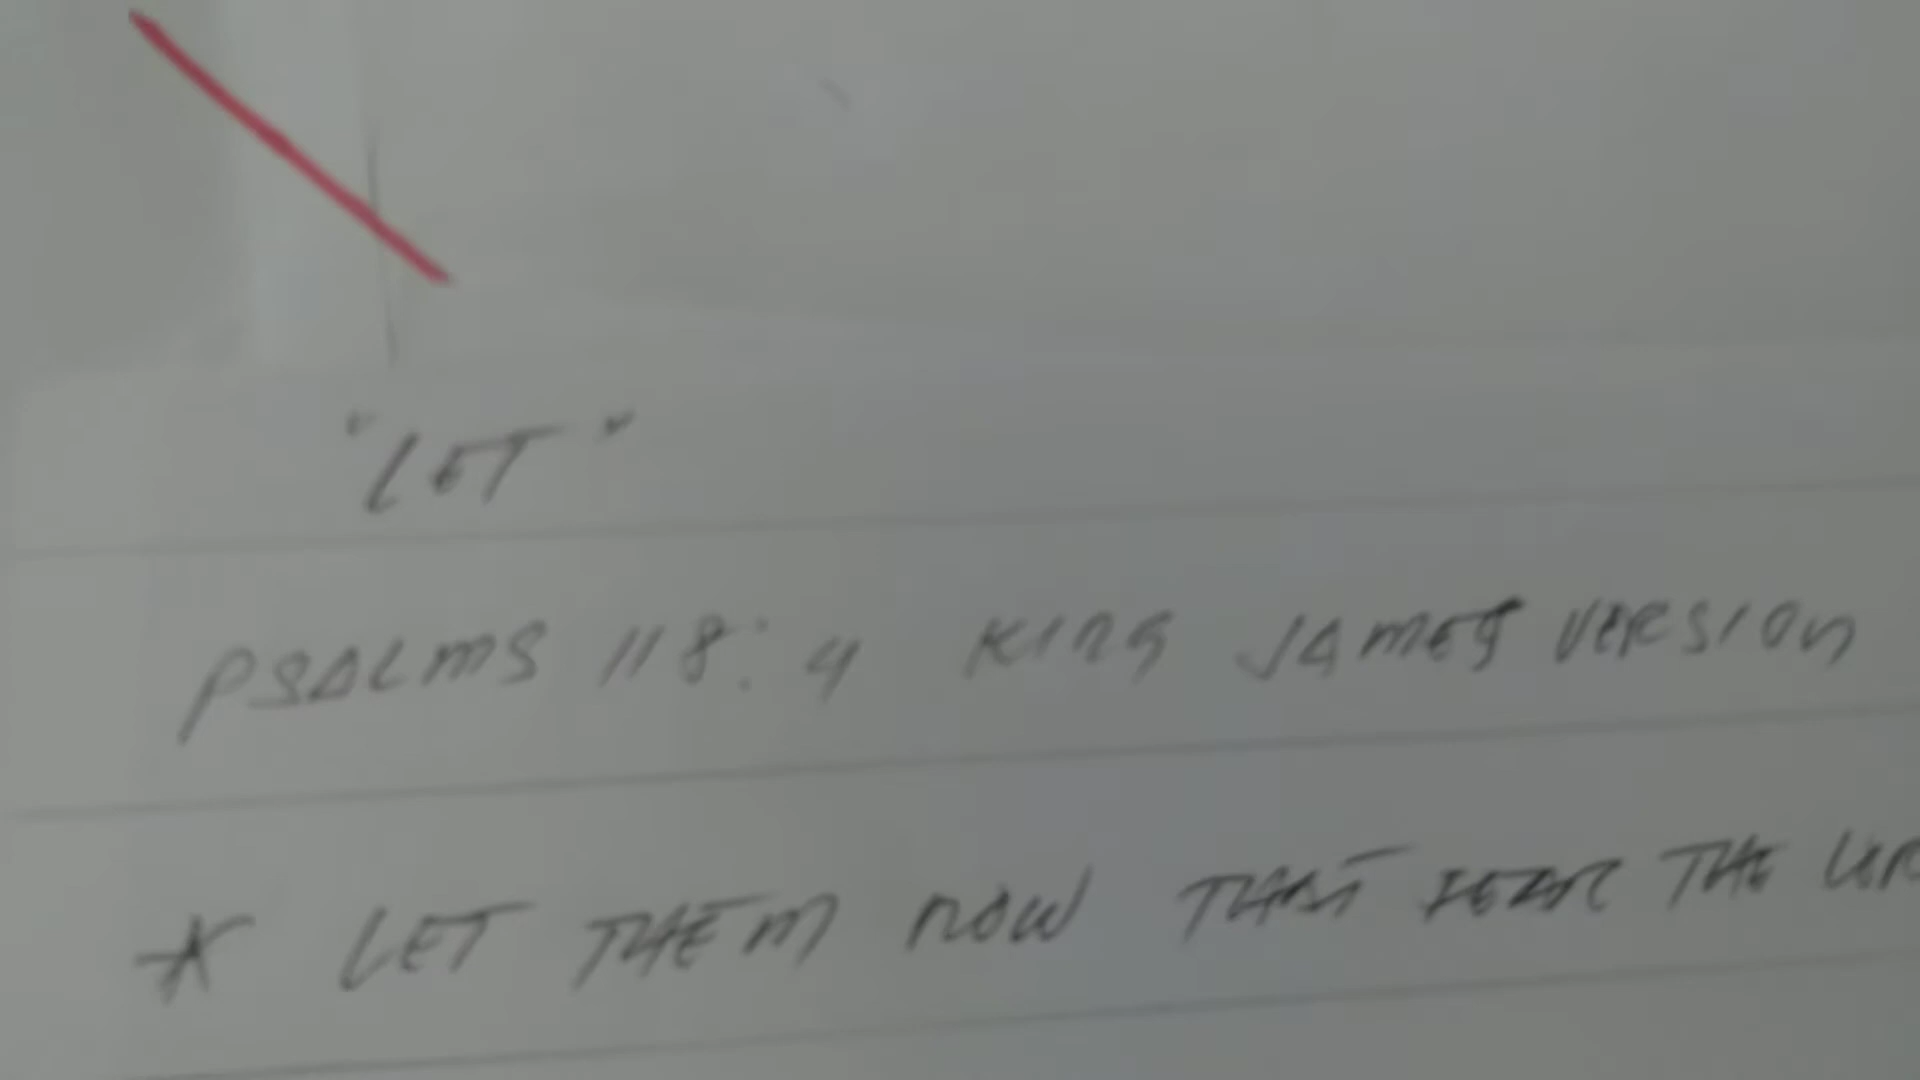 "LET"
PSALMS 118:4 KING JAMES VERSION
* LET THEM NOW THAT FEAR THE